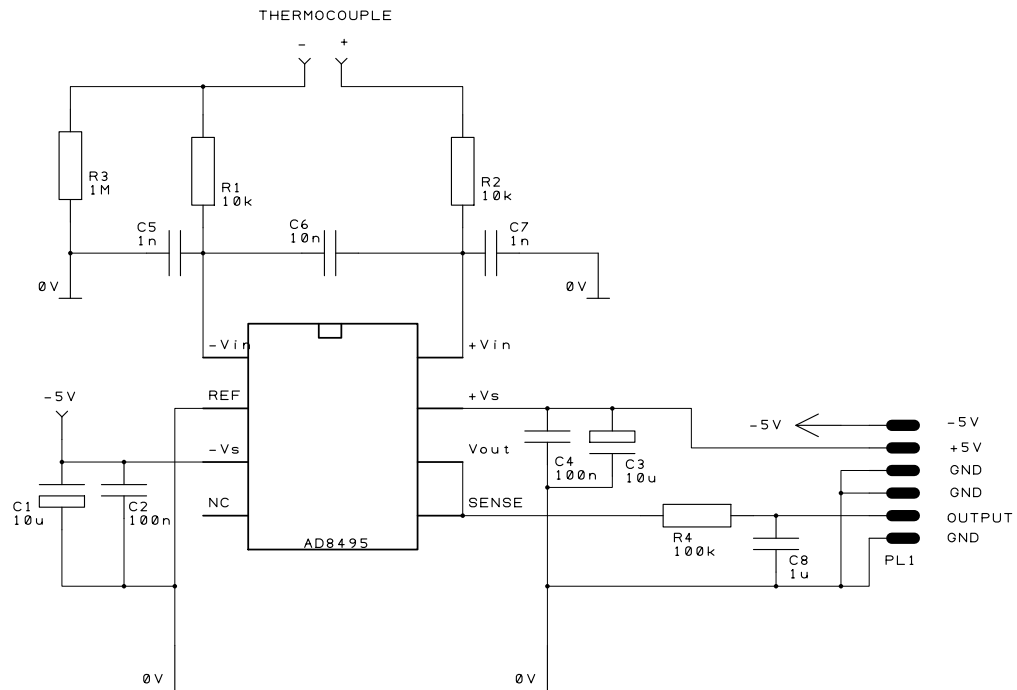 THERMOCOUPLE
- +
R3
1M
R1
10k
R2
10k
C5
1n
C6
10n
C7
1n
0V
0V
-Vin
+Vin
REF
+Vs
-5V
-5V
-5V
+5V
-Vs
Vout
C4
100n
C3
10u
GND
GND
C1
10u
C2
100n
NC
SENSE
OUTPUT
AD8495
R4
100k
GND
C8
1u
PL1
0V
0V